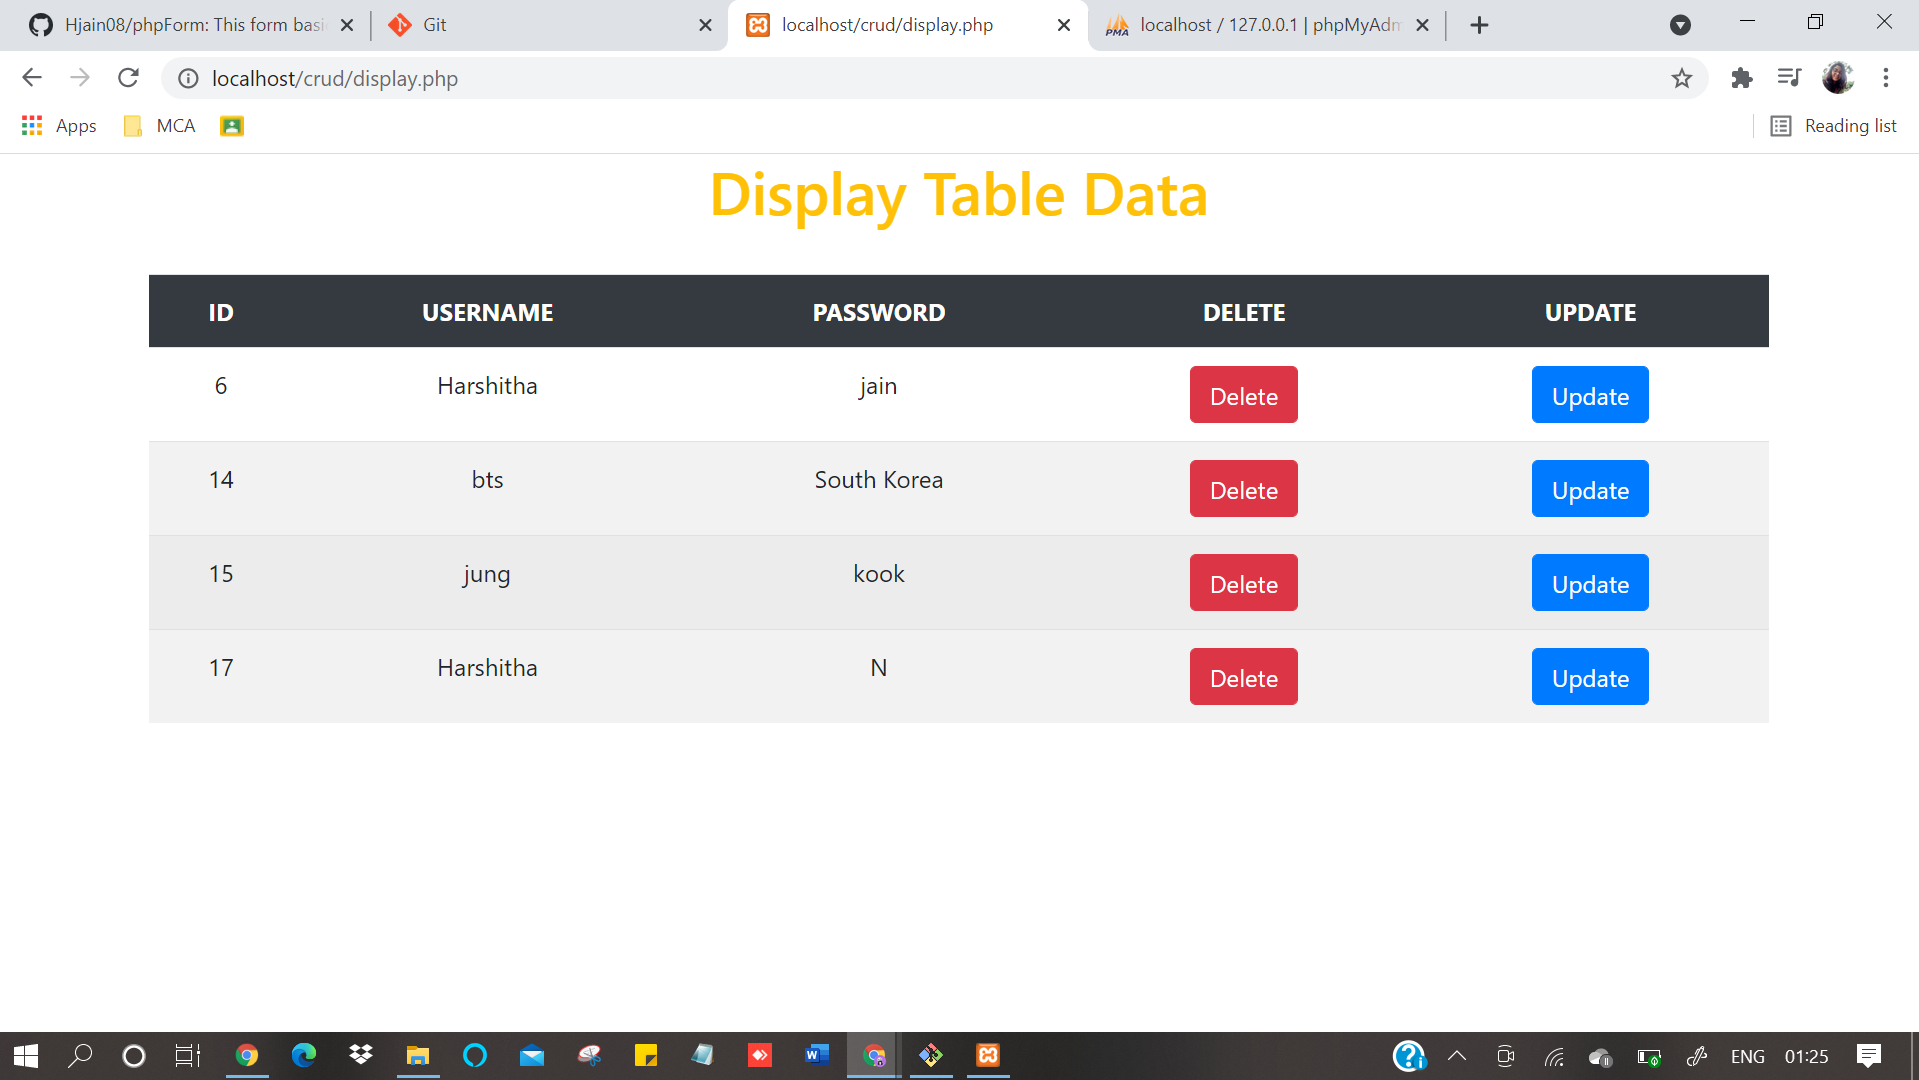 Hjain08/phpForm: This form basi
Git
localhost/crud/display.php
localhost / 127.0.0.1 | phpMyAdm
localhost/crud/display.php
Apps
MCA
Reading list
Display Table Data
ID USERNAME PASSWORD DELETE UPDATE
6 Harshitha jain Delete Update
14 bts South Korea Delete Update
15 jung kook Delete Update
17 Harshitha N Delete Update
ENG 01:25